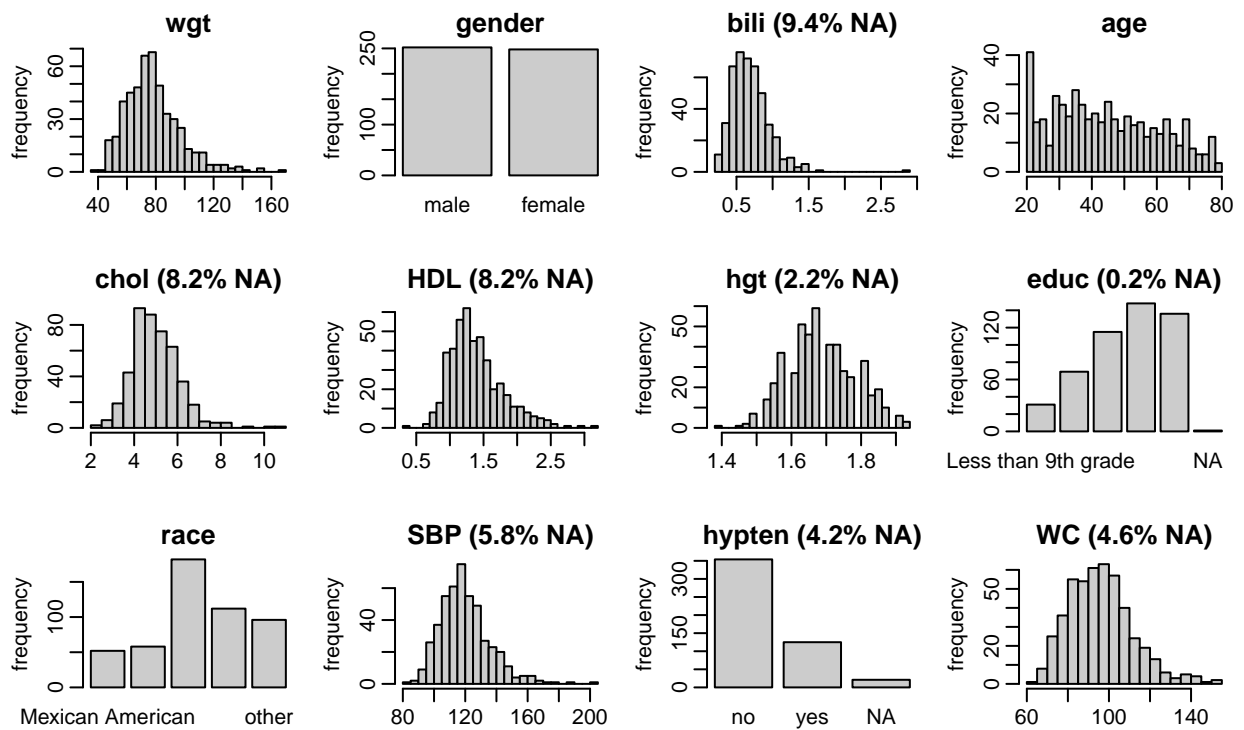 wgt
frequency
0 30 60
40 80 120 160
gender
frequency
0 100 250
male female
bili (9.4% NA)
frequency
0 40
0.5 1.5 2.5
age
frequency
0 20 40
20 40 60 80
chol (8.2% NA)
frequency
0 40 80
2 4 6 8 10
HDL (8.2% NA)
frequency
0 20 50
0.5 1.5 2.5
hgt (2.2% NA)
frequency
0 20 50
1.4 1.6 1.8
educ (0.2% NA)
frequency
0 60 120
Less than 9th grade NA
race
frequency
0 100
Mexican American other
SBP (5.8% NA)
frequency
0 40
80 120 160 200
hypten (4.2% NA)
frequency
0 150 300
no yes NA
WC (4.6% NA)
frequency
0 20 50
60 100 140